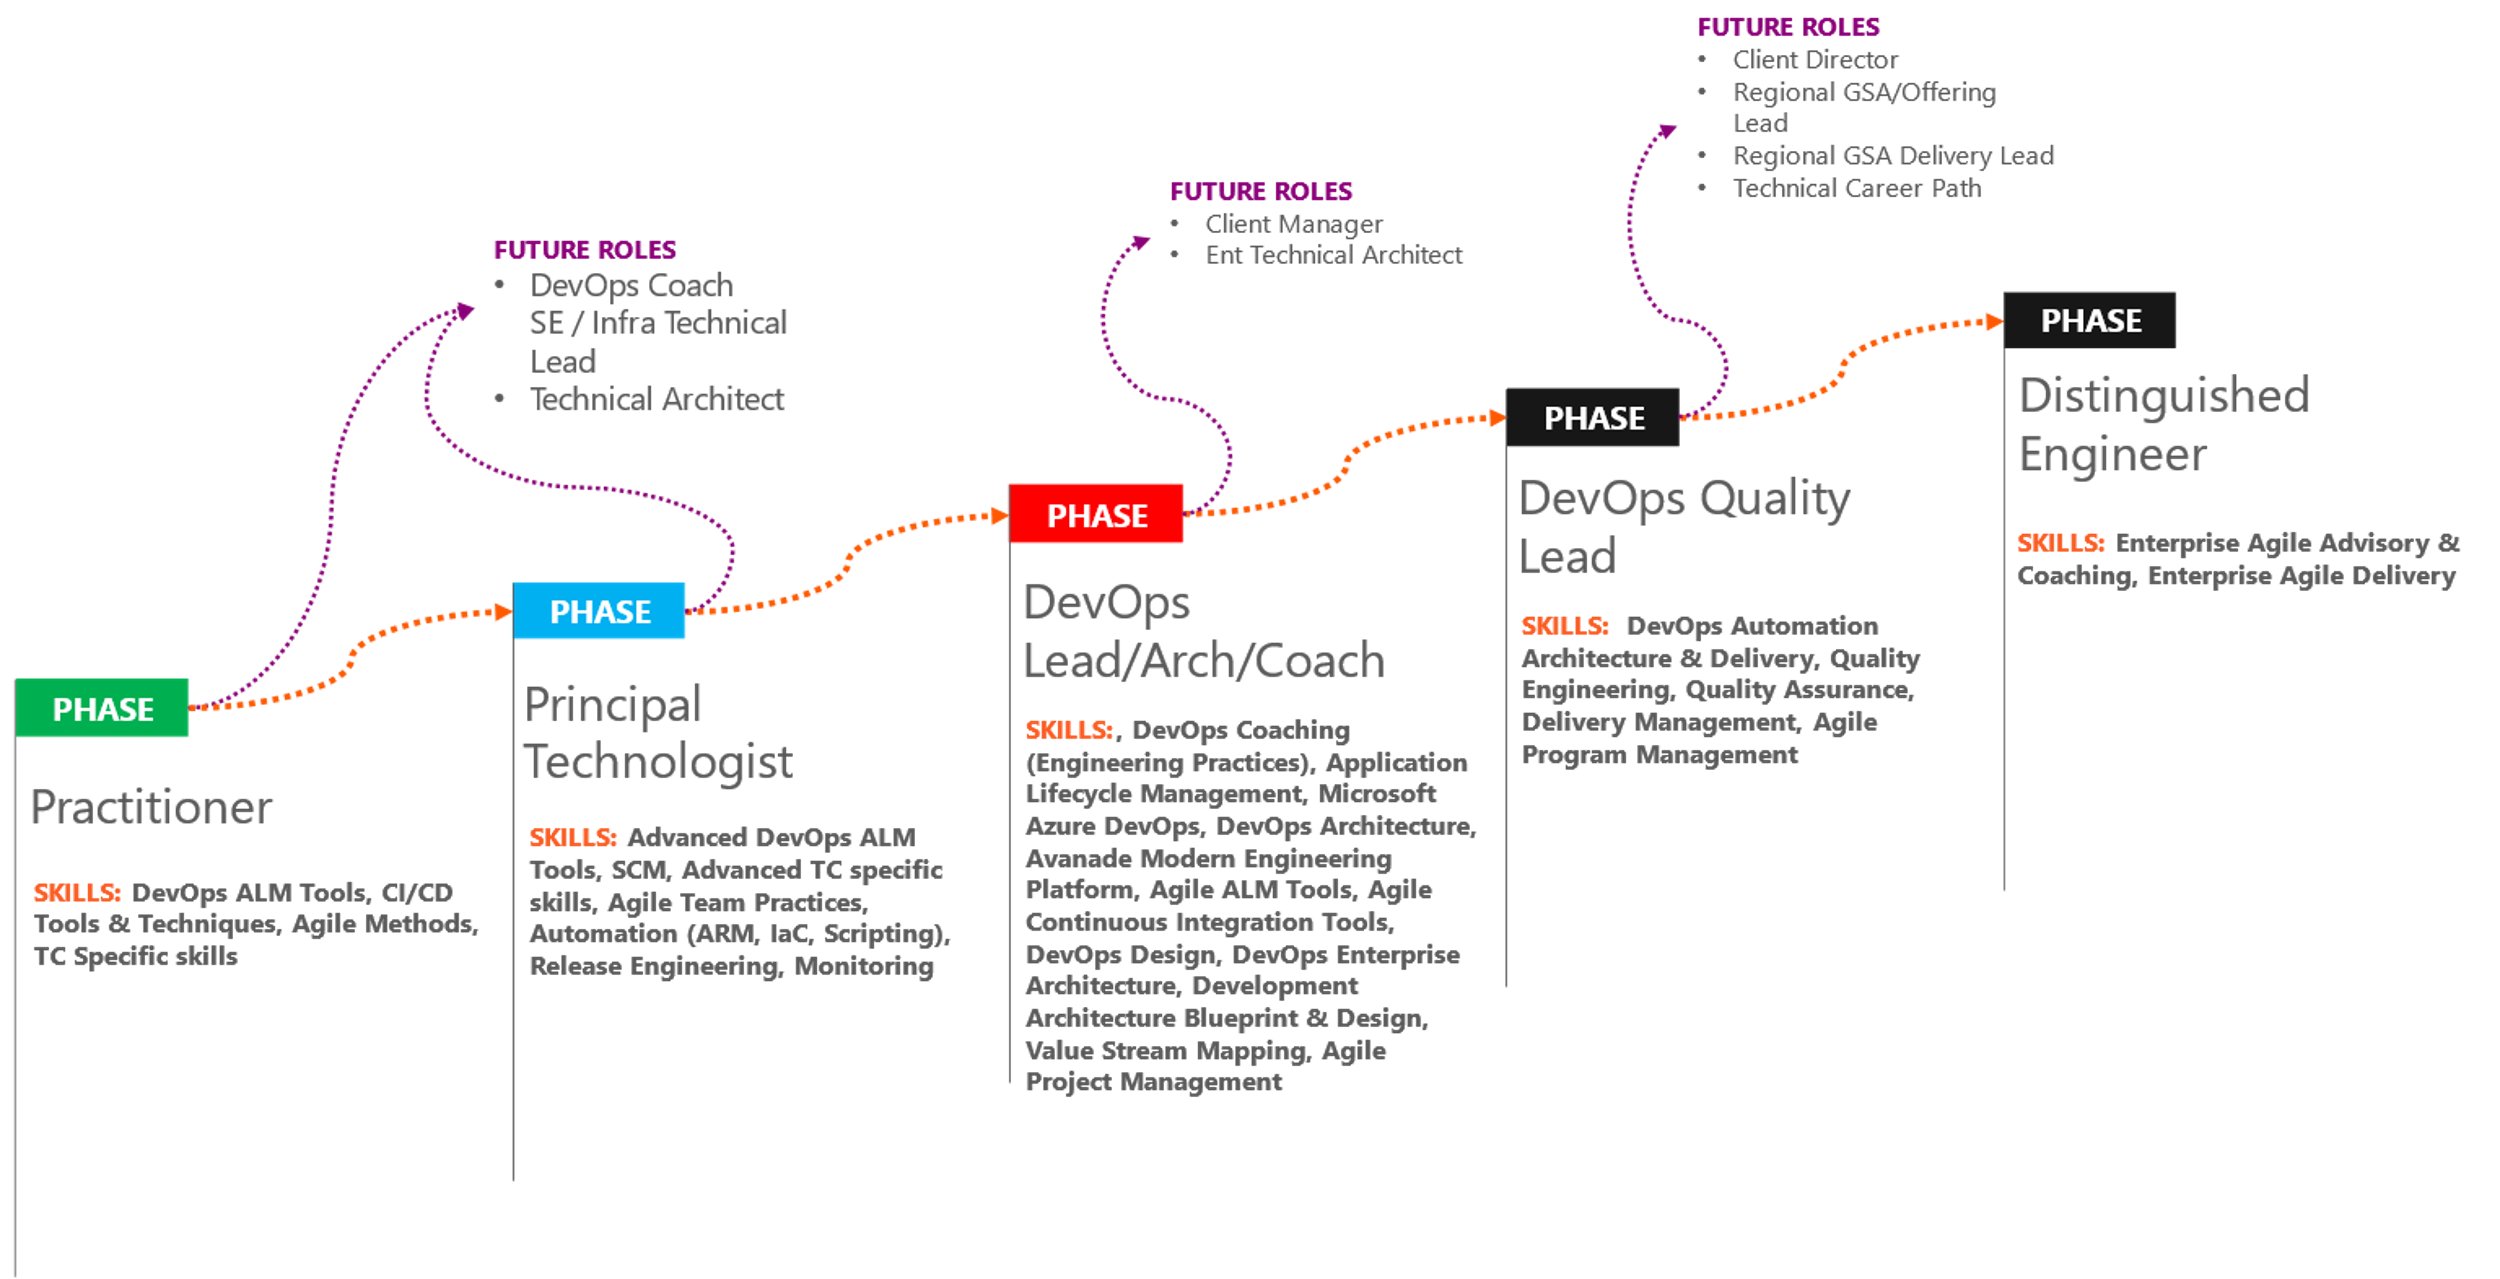 FUTURE ROLES
• Client Director
• Regional GSA/Offering
Lead
• Regional GSA Delivery Lead
• Technical Career Path
FUTURE ROLES
• Client Manager
• Ent Technical Architect
FUTURE ROLES
• DevOps Coach
SE / Infra Technical
Lead
• Technical Architect
PHASE
Practitioner
SKILLS: DevOps ALM Tools, CI/CD
Tools & Techniques, Agile Methods,
TC Specific skills
PHASE
Principal
Technologist
SKILLS: Advanced DevOps ALM
Tools, SCM, Advanced TC specific
skills, Agile Team Practices,
Automation (ARM, IaC, Scripting),
Release Engineering, Monitoring
PHASE
DevOps
Lead/Arch/Coach
SKILLS:, DevOps Coaching
(Engineering Practices), Application
Lifecycle Management, Microsoft
Azure DevOps, DevOps Architecture,
Avanade Modern Engineering
Platform, Agile ALM Tools, Agile
Continuous Integration Tools,
DevOps Design, DevOps Enterprise
Architecture, Development
Architecture Blueprint & Design,
Value Stream Mapping, Agile
Project Management
PHASE
DevOps Quality
Lead
SKILLS: DevOps Automation
Architecture & Delivery, Quality
Engineering, Quality Assurance,
Delivery Management, Agile
Program Management
PHASE
Distinguished
Engineer
SKILLS: Enterprise Agile Advisory &
Coaching, Enterprise Agile Delivery